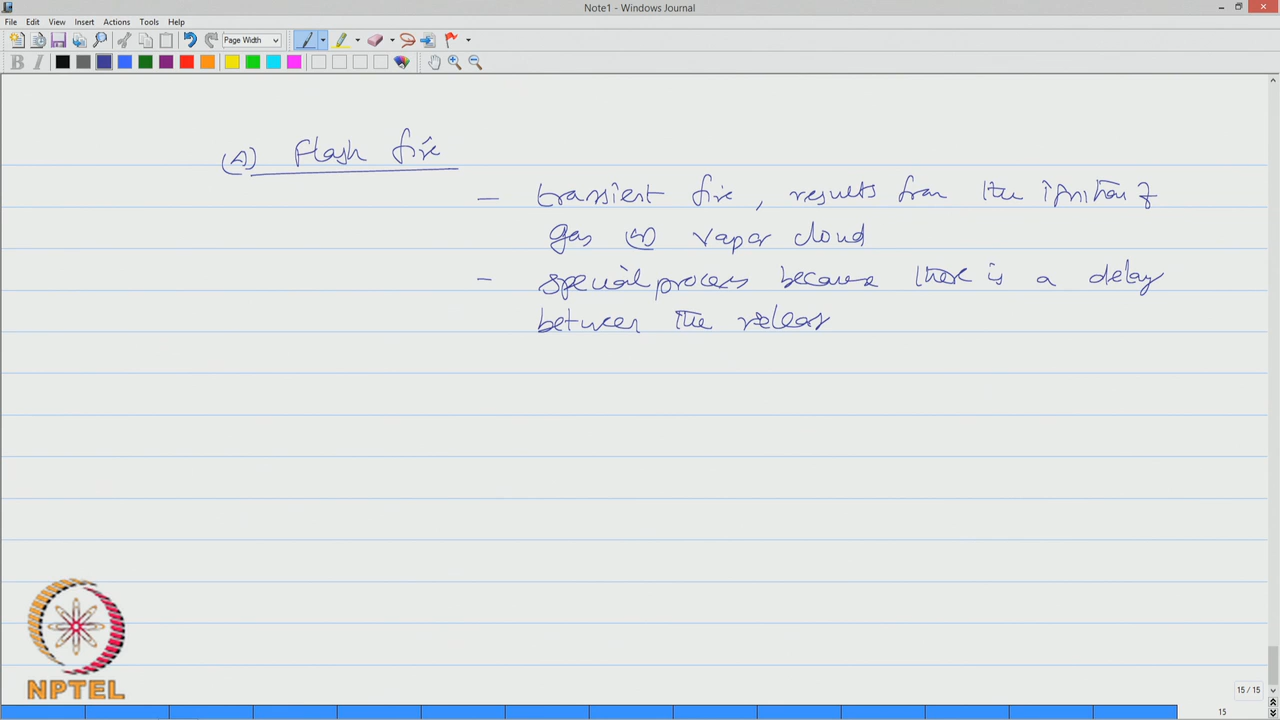 Note1 - Windows Journal
File Edit View Insert Actions Tools Help
Page Width
(4) Flash fire
- transient fire, results from the ignition of
gas (or) vapor cloud
- special process because there is a delay
between the release
NPTEL
15 / 15
15